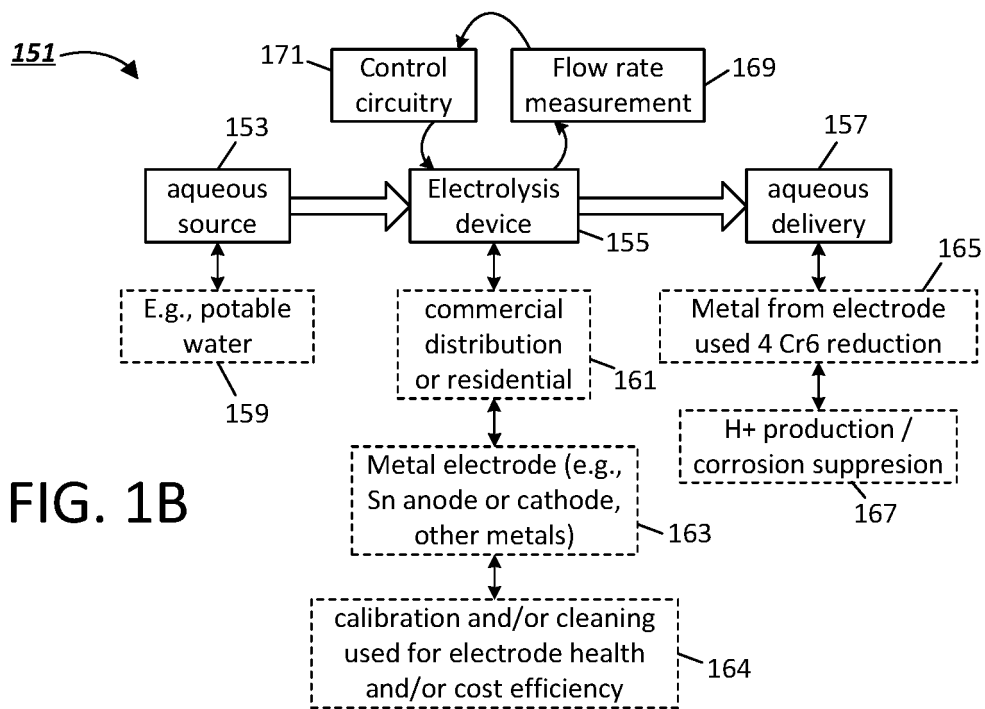 151
171
Control
circuitry
Flow rate
measurement
169
153
157
aqueous
source
Electrolysis
device
155
aqueous
delivery
165
E.g., potable
water
159
commercial
distribution
or residential
161
Metal from electrode
used 4 Cr6 reduction
H+ production /
corrosion suppresion
167
FIG. 1B
Metal electrode (e.g.,
Sn anode or cathode,
other metals)
163
calibration and/or cleaning
used for electrode health
and/or cost efficiency
164